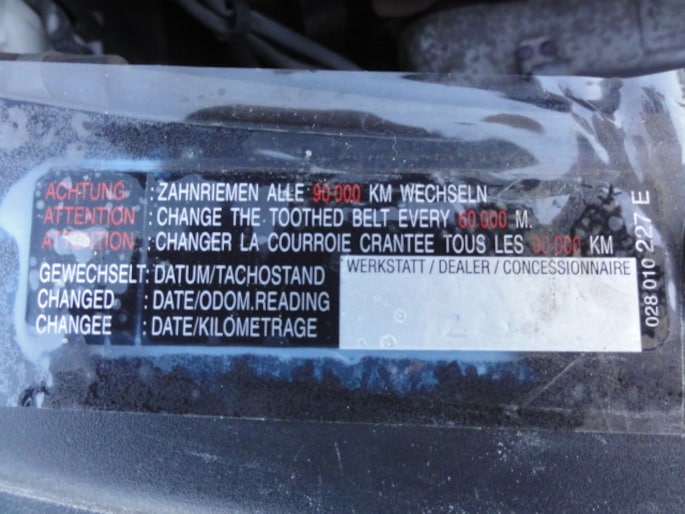 ACHTUNG : ZAHNRIEMEN ALLE 90 000 KM WECHSELN
ATTENTION : CHANGE THE TOOTHED BELT EVERY 60 000 M.
ATTENTION : CHANGER LA COURROIE CRANTEE TOUS LES 90 000 KM
GEWECHSELT: DATUM/TACHOSTAND
CHANGED : DATE/ODOM.READING
CHANGEE : DATE/KILOMETRAGE
WERKSTATT / DEALER / CONCESSIONNAIRE
028 010 227 E